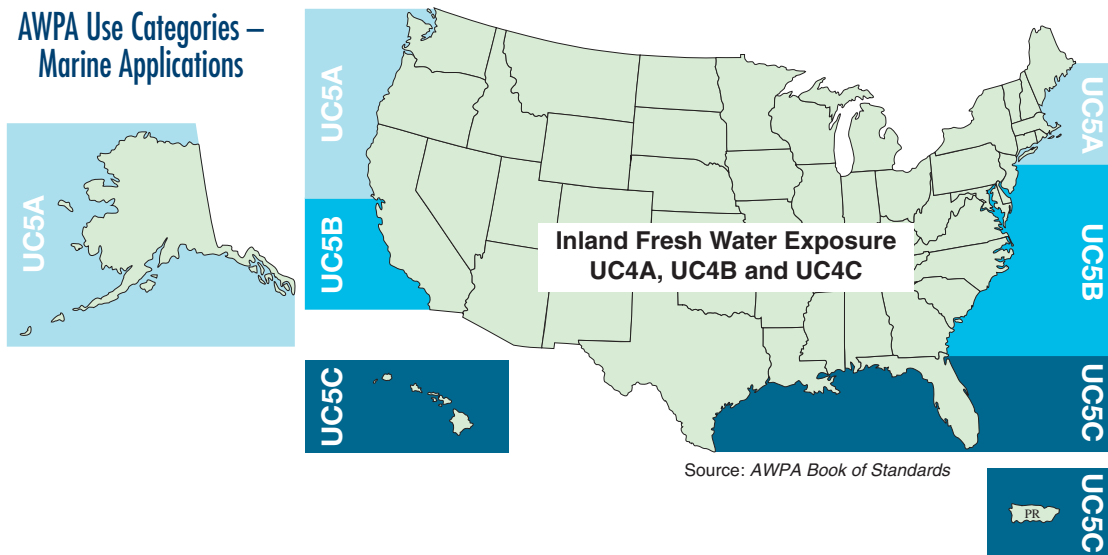 AWPA Use Categories –
Marine Applications
UC5A
UC5A
UC5A
UC5B
UC5B
Inland Fresh Water Exposure
UC4A, UC4B and UC4C
UC5C
UC5C
Source: AWPA Book of Standards
UC5C
PR